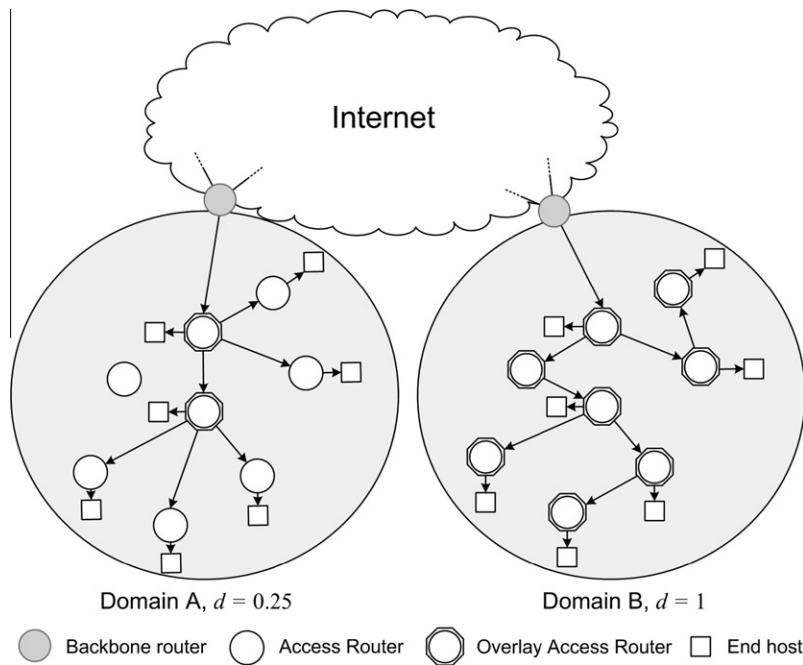 Internet
Domain A, d = 0.25
Domain B, d = 1
Backbone router
Access Router
Overlay Access Router
End host